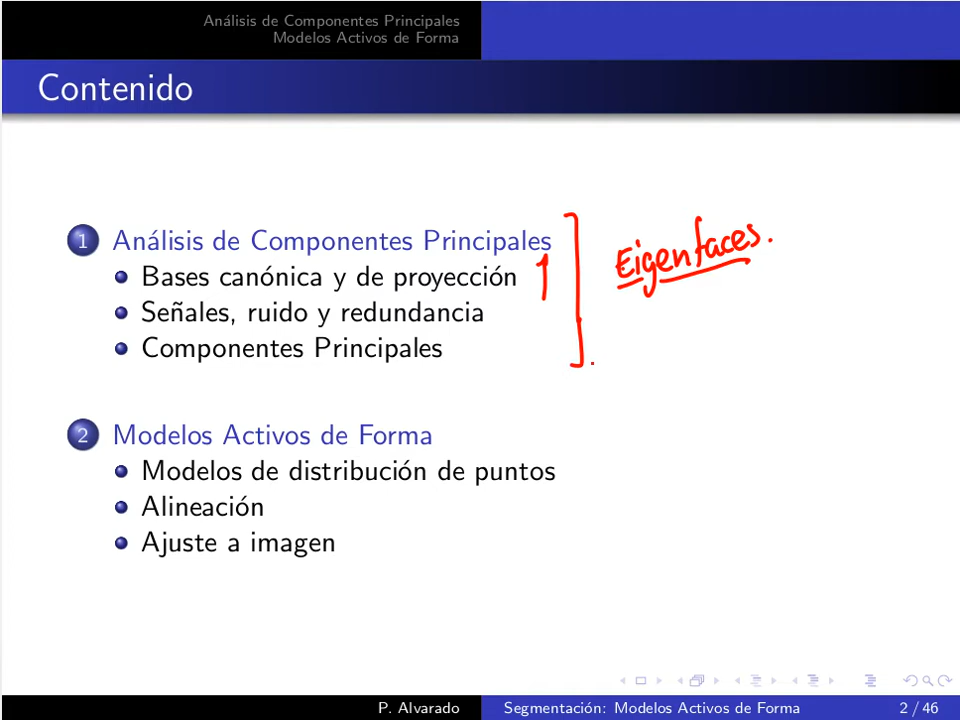 Análisis de Componentes Principales
Modelos Activos de Forma
Contenido
1 Análisis de Componentes Principales
Bases canónica y de proyección
Señales, ruido y redundancia
Componentes Principales
Eigenfaces.
2 Modelos Activos de Forma
Modelos de distribución de puntos
Alineación
Ajuste a imagen
P. Alvarado
Segmentación: Modelos Activos de Forma
2 / 46